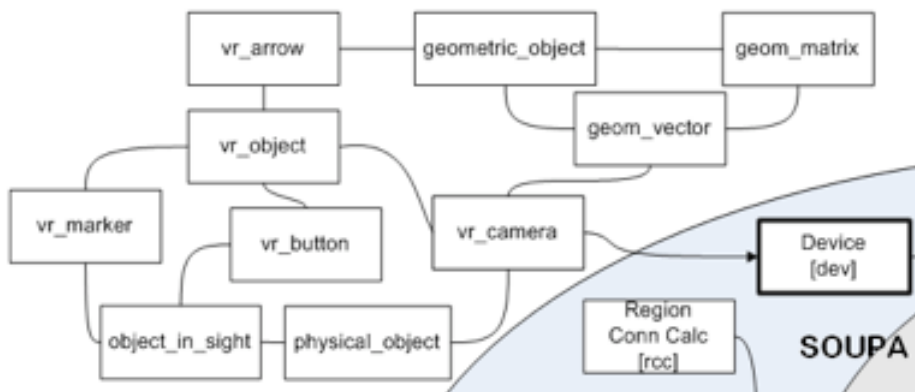 vr_arrow
geometric_object
geom_matrix
vr_object
geom_vector
vr_marker
vr_button
vr_camera
Device
[dev]
object_in_sight
physical_object
Region
Conn Calc
[rcc]
SOUPA